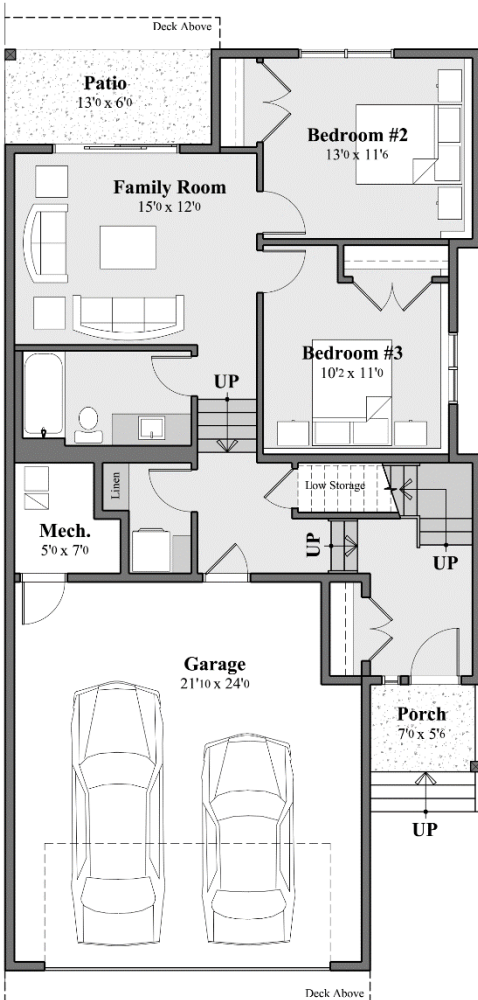 Deck Above
Patio
13'0 x 6'0
Bedroom #2
13'0 x 11'6
Family Room
15'0 x 12'0
Bedroom #3
10'2 x 11'0
UP
Linen
Low Storage
Mech.
5'0 x 7'0
UP
UP
Garage
21'10 x 24'0
Porch
7'0 x 5'6
UP
Deck Above